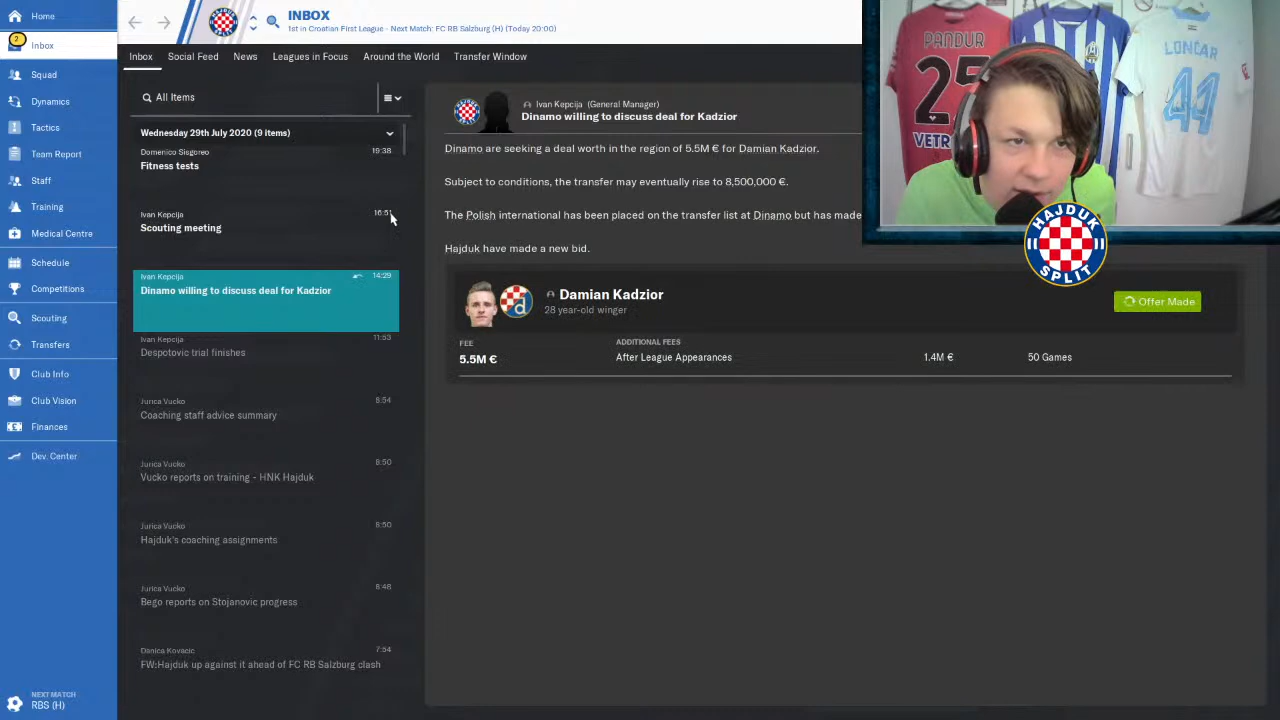 Home
2
Inbox
Squad
Dynamics
Tactics
Team Report
Staff
Training
Medical Centre
Schedule
Competitions
Scouting
Transfers
Club Info
Club Vision
Finances
Dev. Center
NEXT MATCH
RBS (H)
INBOX
1st in Croatian First League - Next Match: FC RB Salzburg (H) (Today 20:00)
Inbox Social Feed News Leagues in Focus Around the World Transfer Window
All Items
Wednesday 29th July 2020 (9 items)
Domenico Sisgoreo 19:38
Fitness tests
Ivan Kepcija 16:51
Scouting meeting
Ivan Kepcija 14:29
Dinamo willing to discuss deal for Kadzior
Ivan Kepcija 11:53
Despotovic trial finishes
Jurica Vucko 8:54
Coaching staff advice summary
Jurica Vucko 8:50
Vucko reports on training - HNK Hajduk
Jurica Vucko 8:50
Hajduk's coaching assignments
Jurica Vucko 8:48
Bego reports on Stojanovic progress
Danica Kovacic 7:54
FW:Hajduk up against it ahead of FC RB Salzburg clash
Ivan Kepcija (General Manager)
Dinamo willing to discuss deal for Kadzior
Dinamo are seeking a deal worth in the region of 5.5M € for Damian Kadzior.
Subject to conditions, the transfer may eventually rise to 8,500,000 €.
The Polish international has been placed on the transfer list at Dinamo but has made
Hajduk have made a new bid.
Damian Kadzior
28 year-old winger
Offer Made
FEE
5.5M €
ADDITIONAL FEES
After League Appearances 1.4M € 50 Games
PANDUR
25
VETR
LONČAR
44
HAJDUK
SPLIT